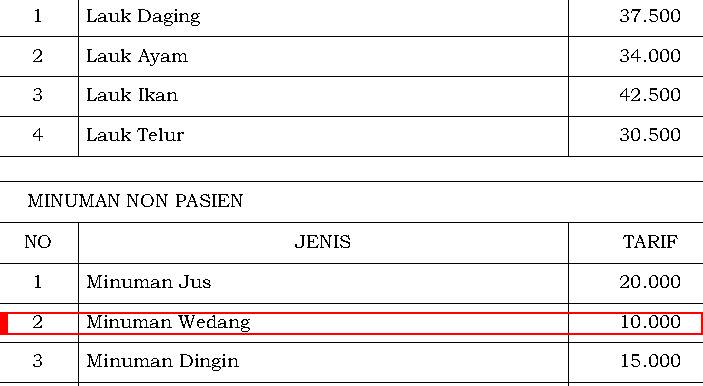 1 Lauk Daging 37.500
2 Lauk Ayam 34.000
3 Lauk Ikan 42.500
4 Lauk Telur 30.500
MINUMAN NON PASIEN
NO JENIS TARIF
1 Minuman Jus 20.000
2 Minuman Wedang 10.000
3 Minuman Dingin 15.000